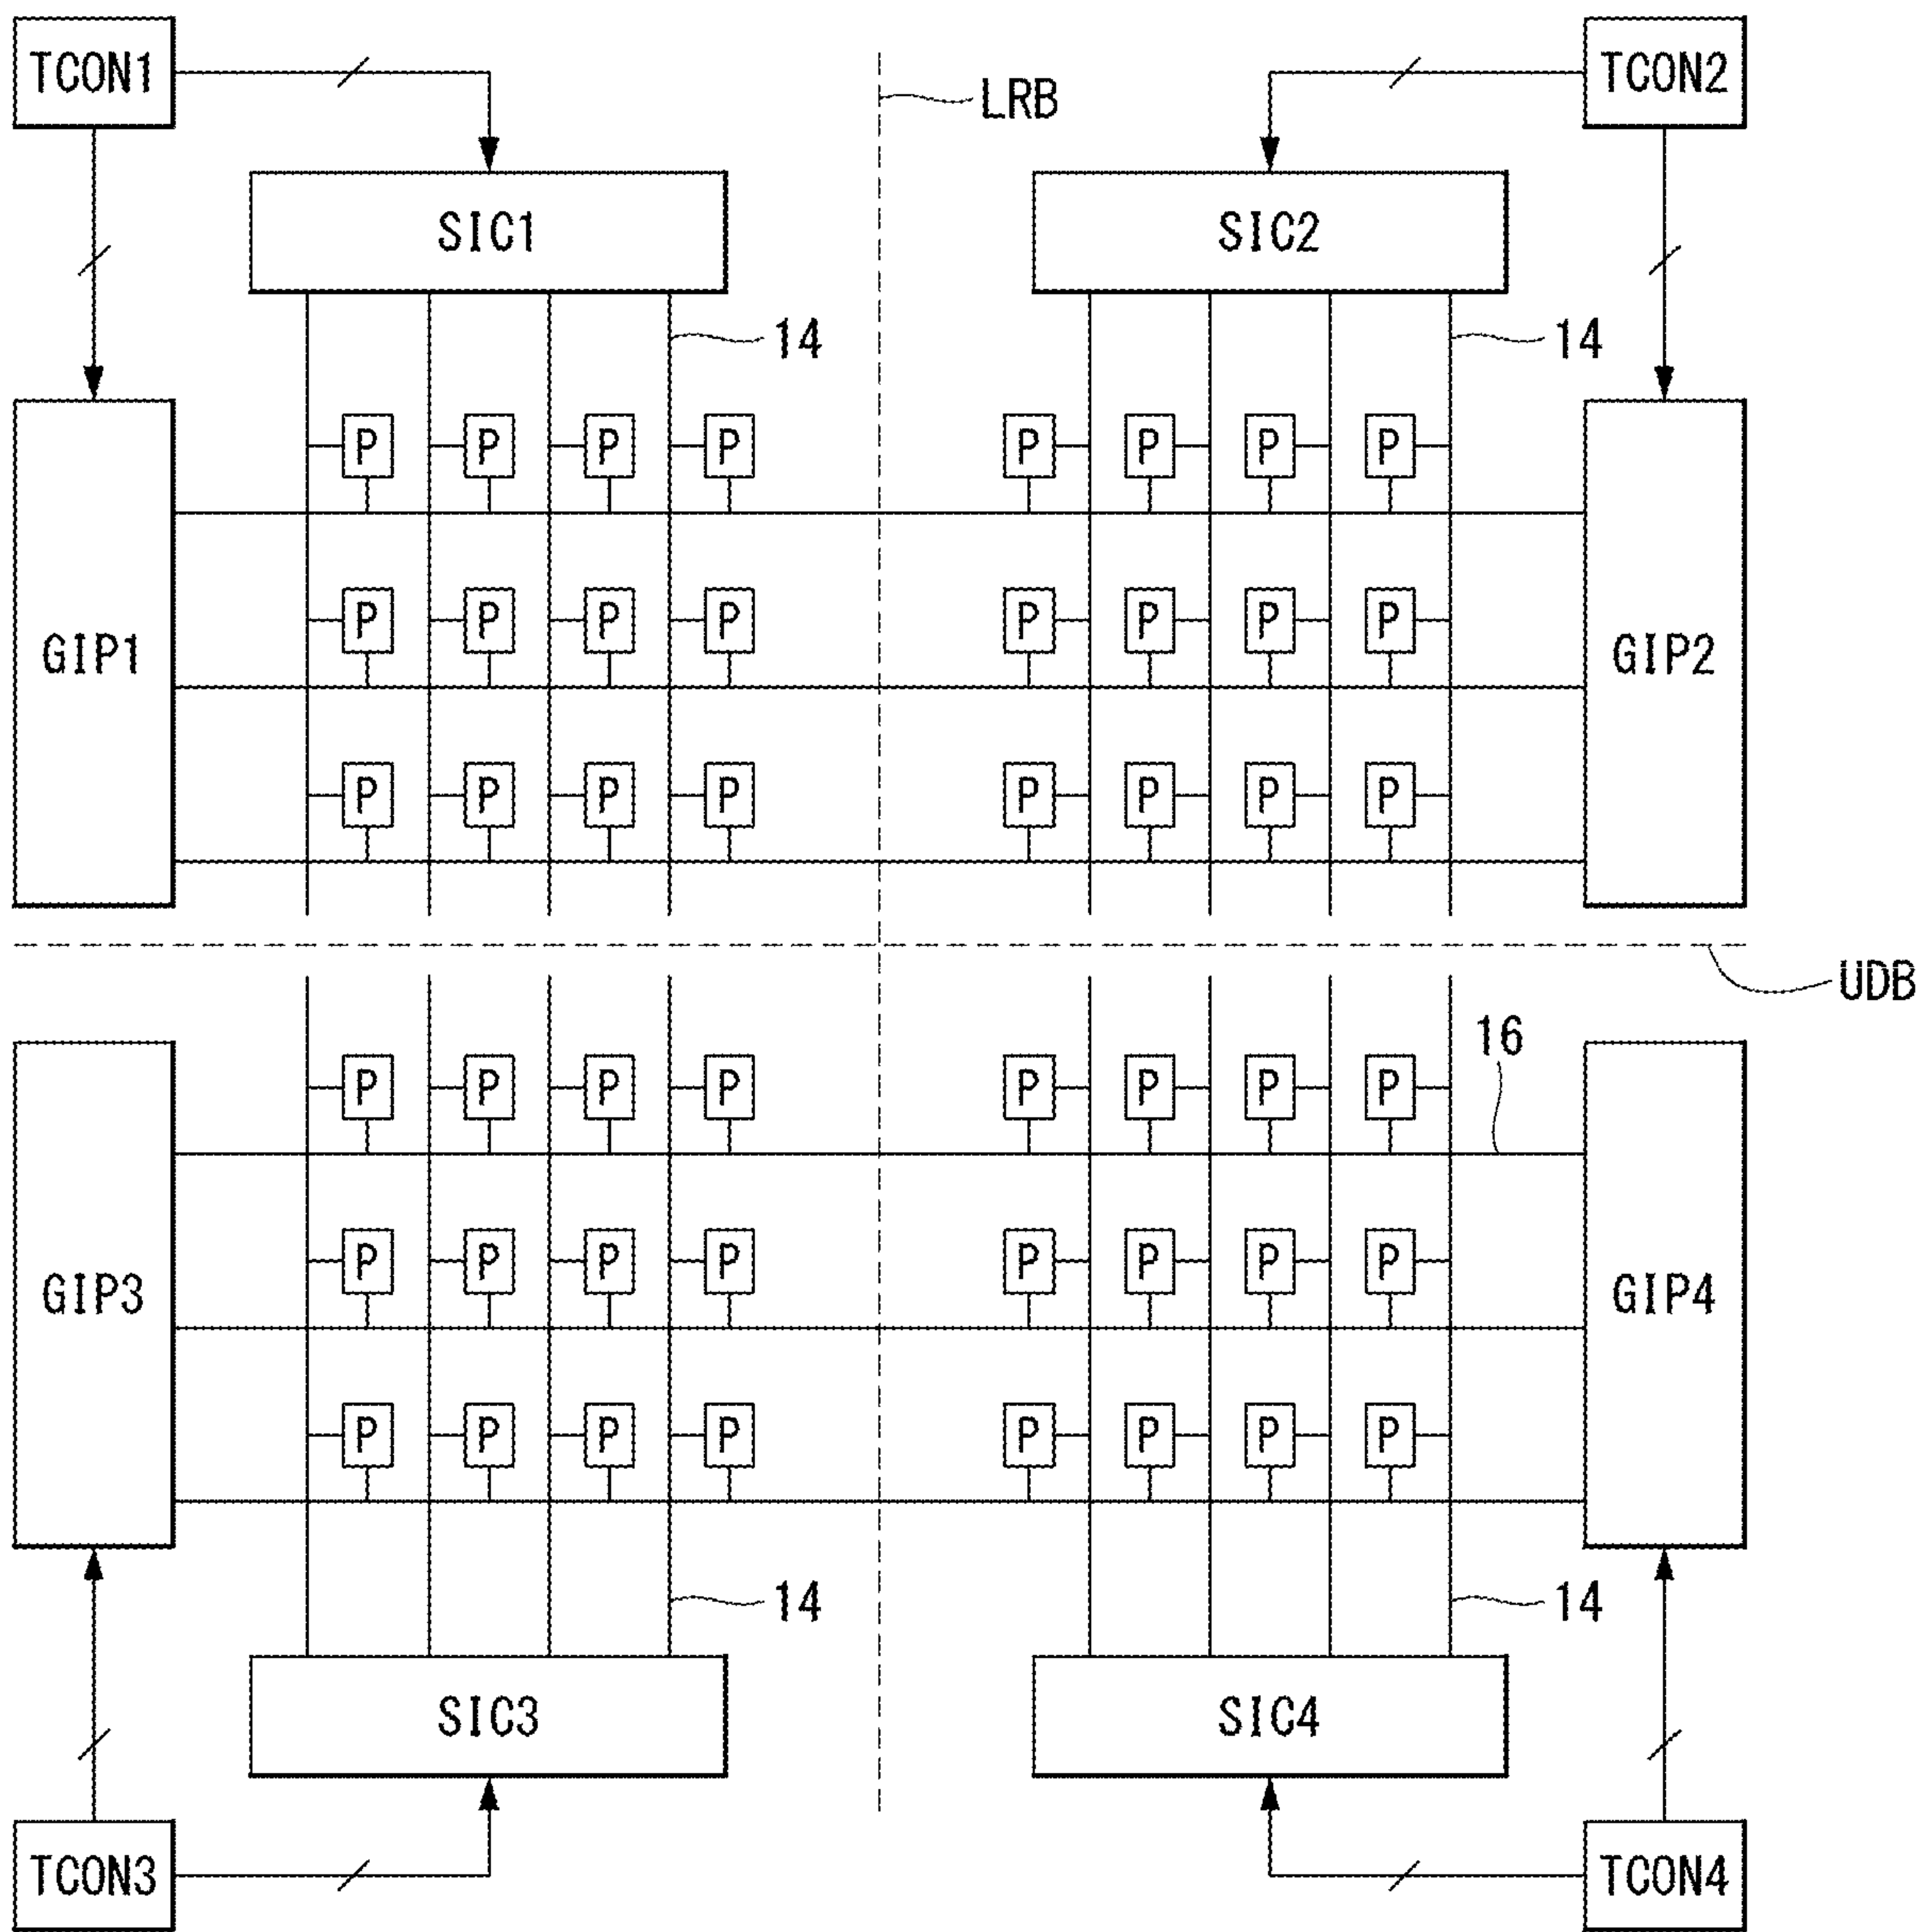 TCON1 TCON2
LRB
SIC1 SIC2
14 14
P P P P P P P P
GIP1 P P P P P P P P GIP2
P P P P P P P P
UDB
16
P P P P P P P P
GIP3 P P P P P P P P GIP4
P P P P P P P P
14 14
SIC3 SIC4
TCON3 TCON4